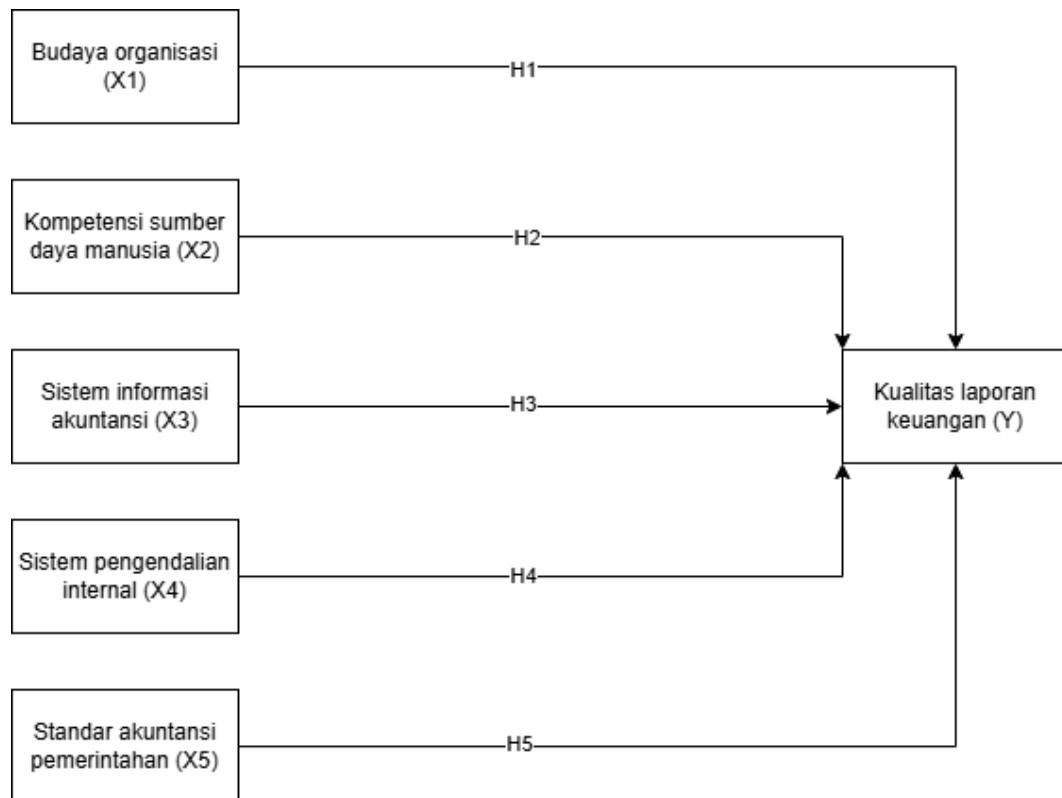 Budaya organisasi
(X1)
H1
Kompetensi sumber
daya manusia (X2)
H2
Sistem informasi
akuntansi (X3)
H3
Kualitas laporan
keuangan (Y)
Sistem pengendalian
internal (X4)
H4
Standar akuntansi
pemerintahan (X5)
H5